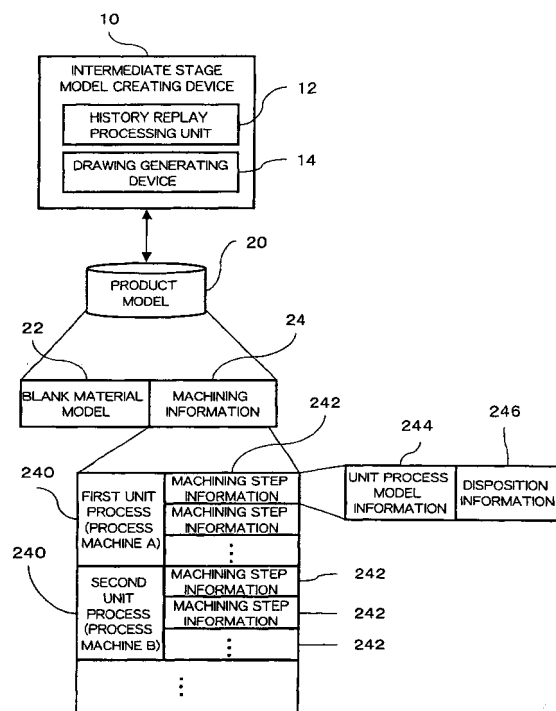 10
INTERMEDIATE STAGE
MODEL CREATING DEVICE
12
HISTORY REPLAY
PROCESSING UNIT
DRAWING GENERATING
DEVICE
14
20
PRODUCT
MODEL
22
24
BLANK MATERIAL
MODEL
MACHINING
INFORMATION
242
244
246
240
FIRST UNIT
PROCESS
(PROCESS
MACHINE A)
MACHINING STEP
INFORMATION
MACHINING STEP
INFORMATION
UNIT PROCESS
MODEL
INFORMATION
DISPOSITION
INFORMATION
240
SECOND
UNIT
PROCESS
(PROCESS
MACHINE B)
MACHINING STEP
INFORMATION
242
MACHINING STEP
INFORMATION
242
242